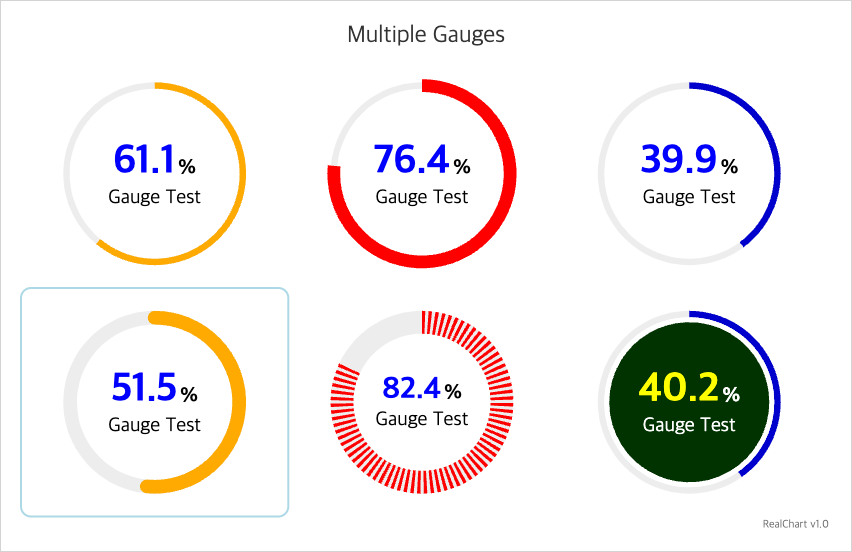 Multiple Gauges
61.1%
Gauge Test
76.4%
Gauge Test
39.9%
Gauge Test
51.5%
Gauge Test
82.4%
Gauge Test
40.2%
Gauge Test
RealChart v1.0